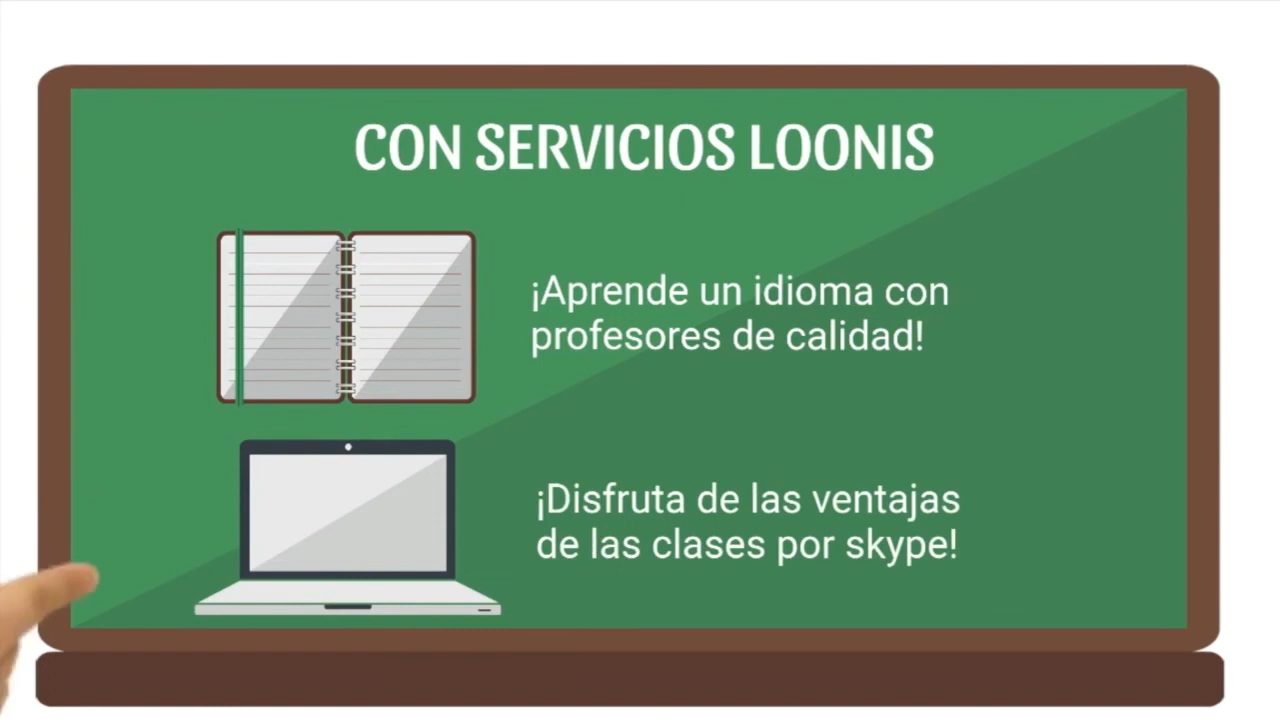 CON SERVICIOS LOONIS
¡Aprende un idioma con
profesores de calidad!
¡Disfruta de las ventajas
de las clases por skype!